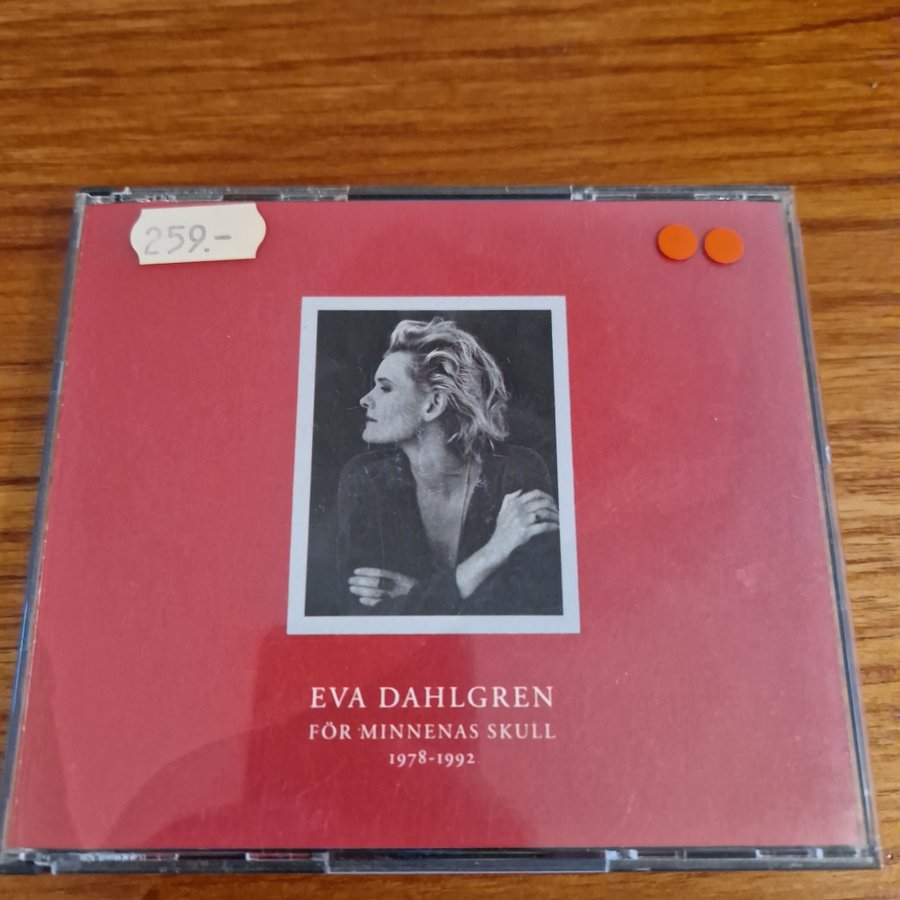 259.-
EVA DAHLGREN
FÖR MINNENAS SKULL
1978-1992